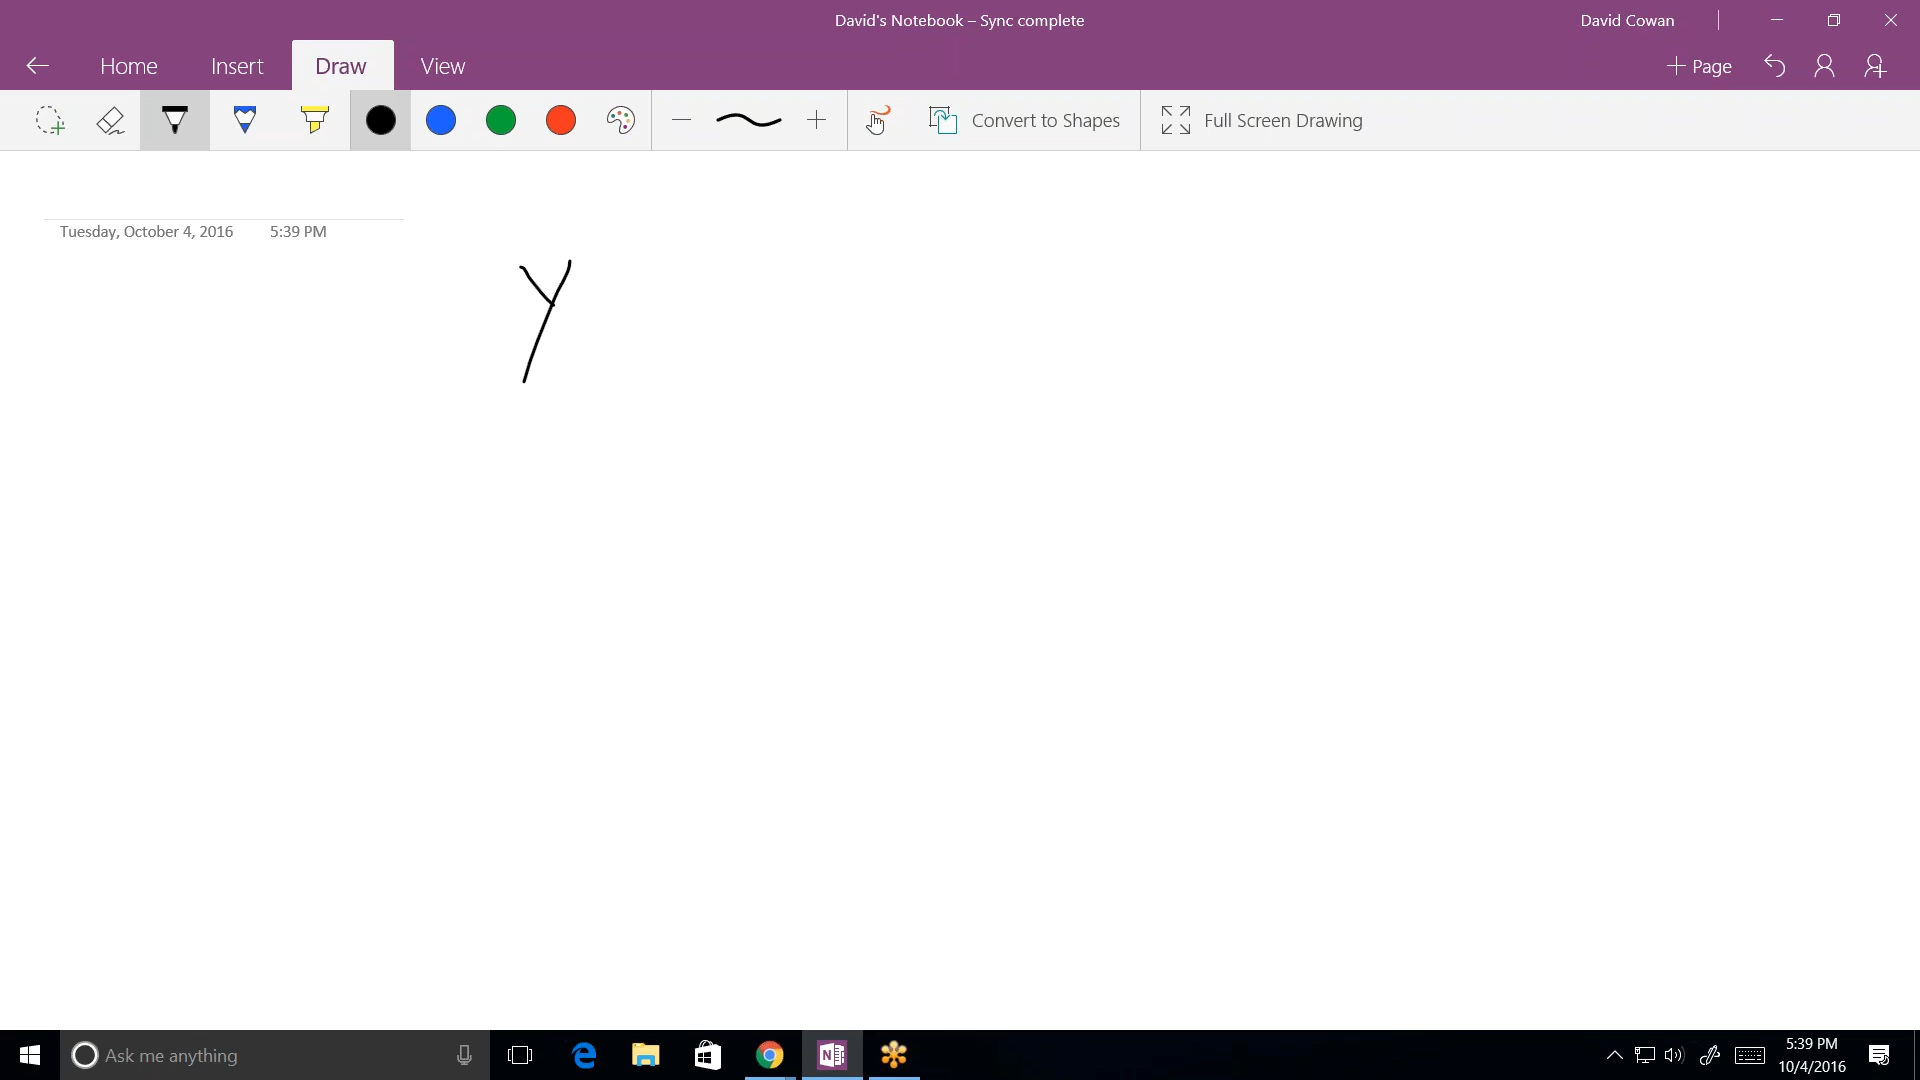 David's Notebook – Sync complete
David Cowan
Home Insert Draw View
Page
Convert to Shapes
Full Screen Drawing
Tuesday, October 4, 2016 5:39 PM
y
Ask me anything
N
5:39 PM
10/4/2016